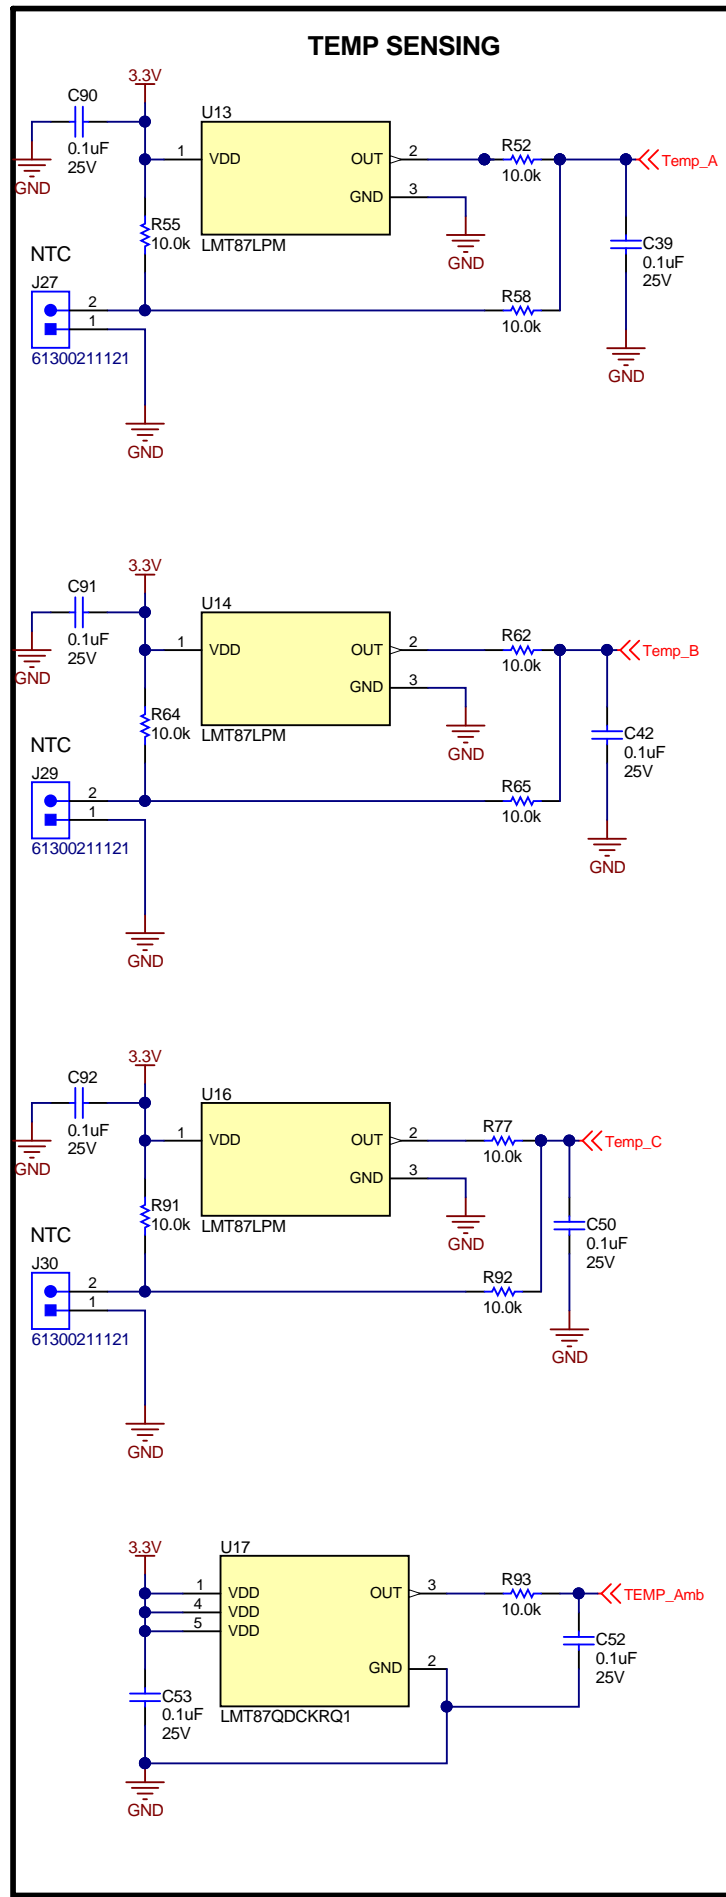 TEMP SENSING
3.3V
C90
0.1uF
25V
GND
U13
1
VDD
OUT
2
GND
3
LMT87LPM
GND
R52
10.0k
Temp_A
R55
10.0k
NTC
J27
2
1
61300211121
GND
R58
10.0k
C39
0.1uF
25V
GND
3.3V
C91
0.1uF
25V
GND
U14
1
VDD
OUT
2
GND
3
LMT87LPM
GND
R62
10.0k
Temp_B
R64
10.0k
NTC
J29
2
1
61300211121
GND
R65
10.0k
C42
0.1uF
25V
GND
3.3V
C92
0.1uF
25V
GND
U16
1
VDD
OUT
2
GND
3
LMT87LPM
GND
R77
10.0k
Temp_C
R91
10.0k
NTC
J30
2
1
61300211121
GND
R92
10.0k
C50
0.1uF
25V
GND
3.3V
U17
1
VDD
4
VDD
5
VDD
OUT
3
GND
2
LMT87QDCKRQ1
R93
10.0k
TEMP_Amb
C52
0.1uF
25V
C53
0.1uF
25V
GND